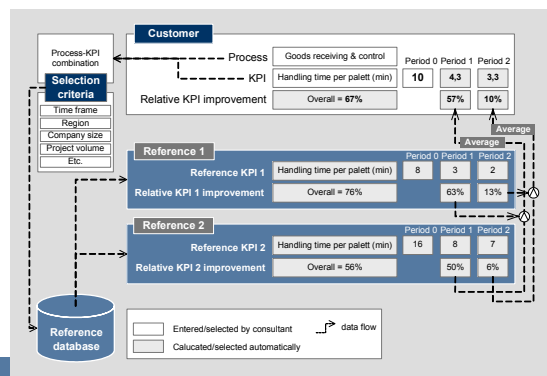 Customer
Process-KPI
combination
Selection
criteria
Time frame
Region
Company size
Project volume
Etc.
Process
Goods receiving & control
Period 0 Period 1 Period 2
KPI
Handling time per palett (min)
10
4,3
3,3
Relative KPI improvement
Overall = 67%
57%
10%
Average
Average
Reference 1
Period 0 Period 1 Period 2
Reference KPI 1
Handling time per palett (min)
8
3
2
Relative KPI 1 improvement
Overall = 76%
63%
13%
Reference 2
Period 0 Period 1 Period 2
Reference KPI 2
Handling time per palett (min)
16
8
7
Relative KPI 2 improvement
Overall = 56%
50%
6%
Reference
database
Entered/selected by consultant
data flow
Calucated/selected automatically